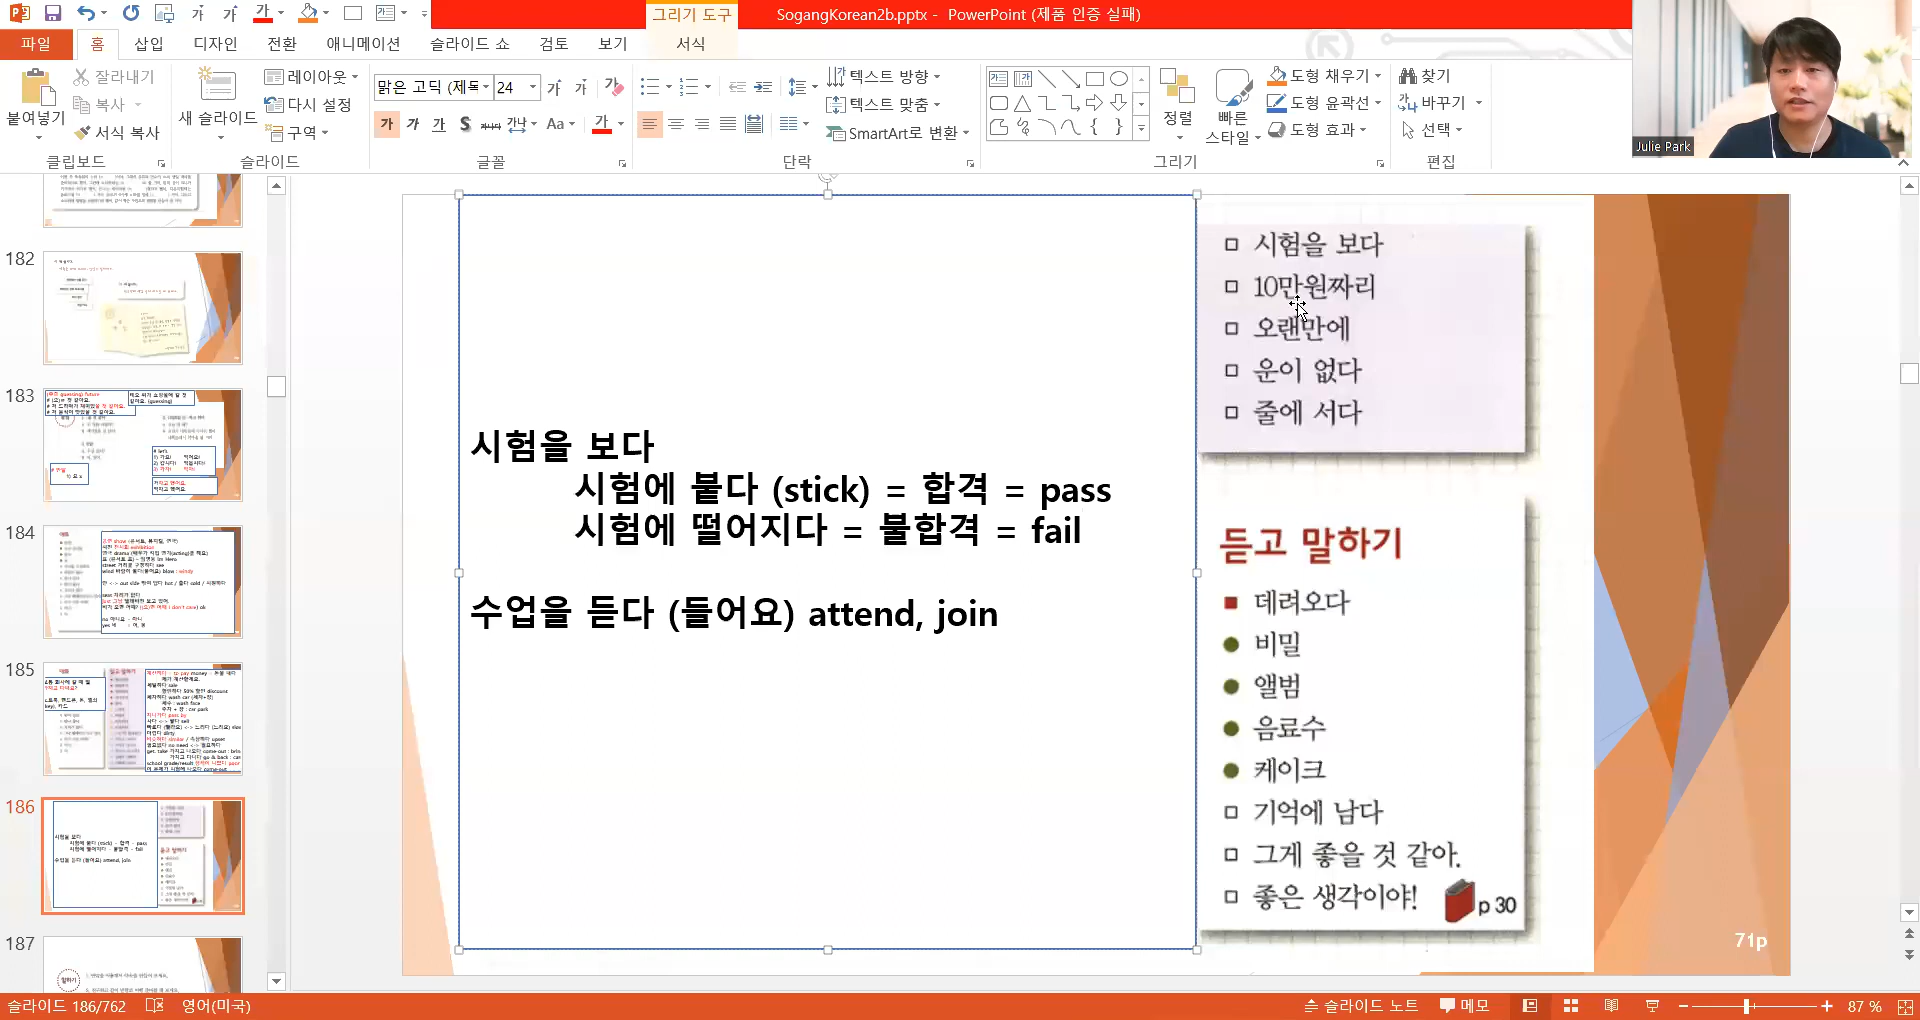 그리기 도구
SogangKorean2b.pptx - PowerPoint (제품 인증 실패)
파일
홈
삽입
디자인
전환
애니메이션
슬라이드 쇼
검토
보기
서식
붙여넣기
잘라내기
복사
서식 복사
클립보드
새 슬라이드
레이아웃
다시 설정
구역
슬라이드
맑은 고딕 (제목
24
글꼴
텍스트 방향
텍스트 맞춤
SmartArt로 변환
단락
정렬
빠른 스타일
도형 채우기
도형 윤곽선
도형 효과
그리기
찾기
바꾸기
선택
편집
Julie Park
182
183
184
185
186
187
시험을 보다
시험에 붙다 (stick) = 합격 = pass
시험에 떨어지다 = 불합격 = fail
수업을 듣다 (들어요) attend, join
시험을 보다
10만원짜리
오랜만에
운이 없다
줄에 서다
듣고 말하기
데려오다
비밀
앨범
음료수
케이크
기억에 남다
그게 좋을 것 같아.
좋은 생각이야!
p 30
71p
슬라이드 186/762
영어(미국)
슬라이드 노트
메모
87 %